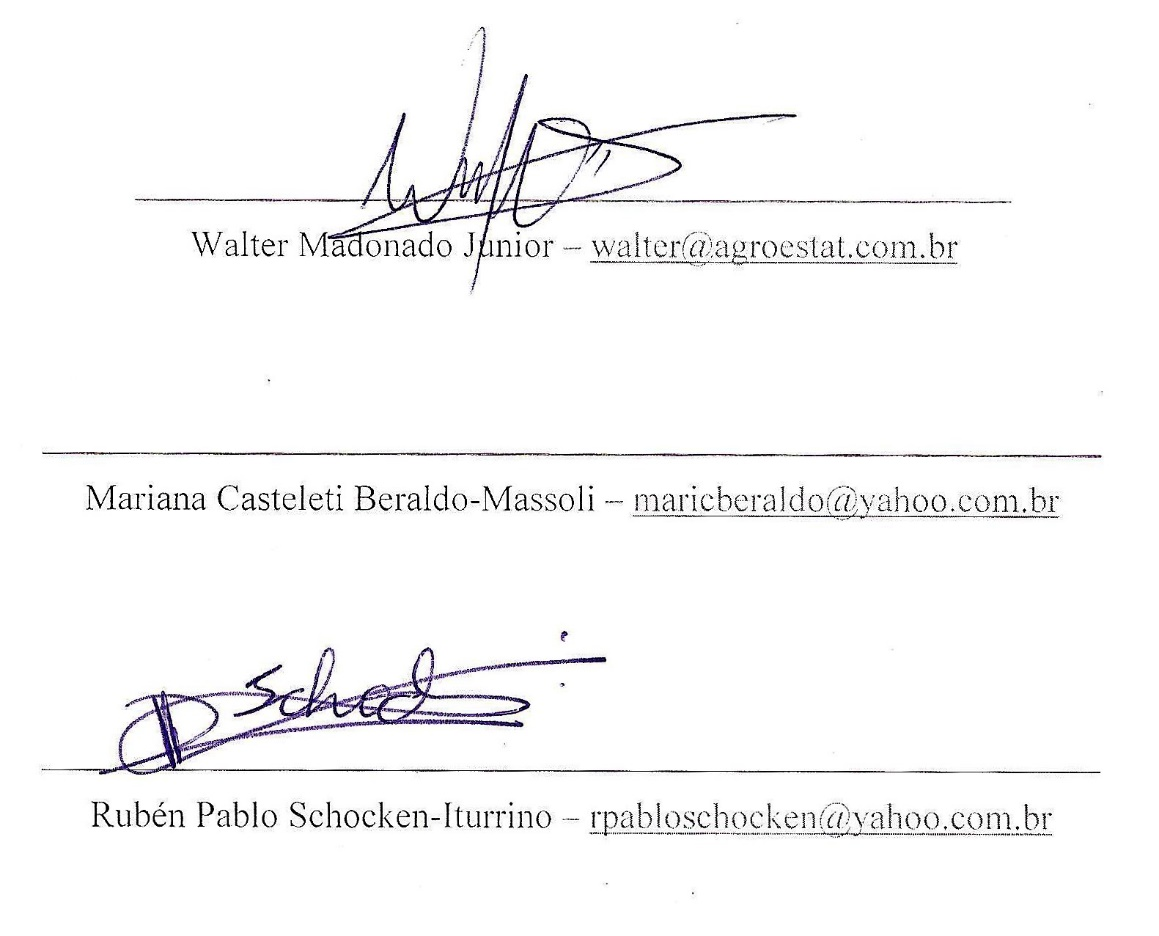 Walter Madonado Junior – walter@agroestat.com.br
Mariana Casteleti Beraldo-Massoli – maricberaldo@yahoo.com.br
Rubén Pablo Schocken-Iturrino – rpabloschocken@yahoo.com.br